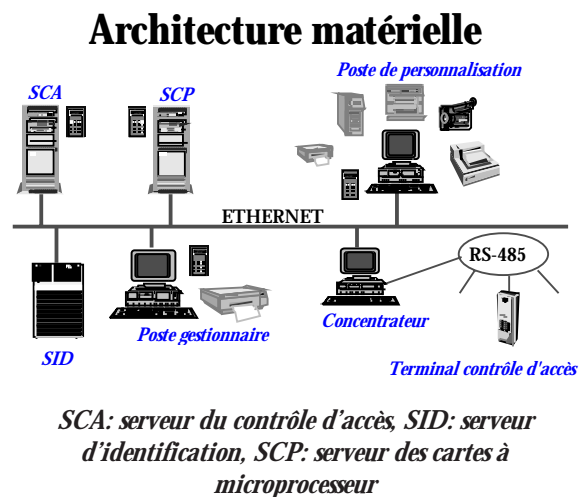 Architecture matérielle
Poste de personnalisation
SCA
SCP
ETHERNET
RS-485
SID
Poste gestionnaire
Concentrateur
Terminal contrôle d'accès
SCA: serveur du contrôle d'accès, SID: serveur
d'identification, SCP: serveur des cartes à
microprocesseur